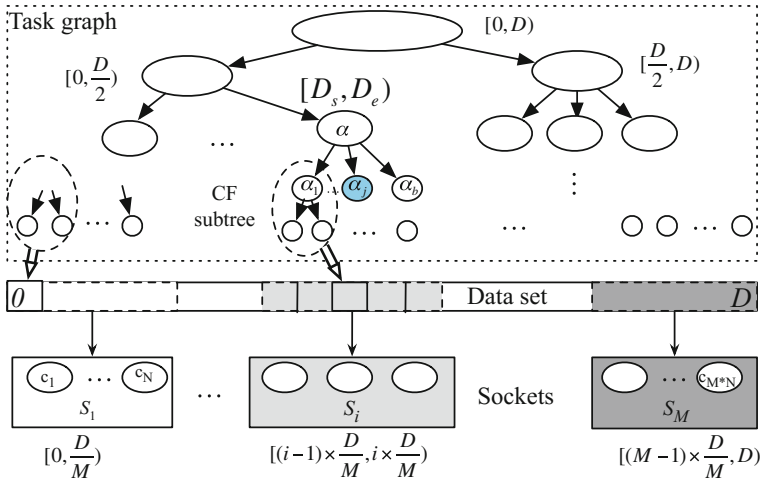 Task graph
[0, D)
[0, D/2)
[D/2, D)
[D_s, D_e)
α
...
α_1 ... α_j α_b
⋮
CF
subtree
... ... ... ...
0 Data set D
c_1 ... c_N
S_1
...
S_i
Sockets
... c_{M*N}
S_M
[0, D/M)
[(i−1)× D/M, i× D/M)
[(M−1)× D/M, D)